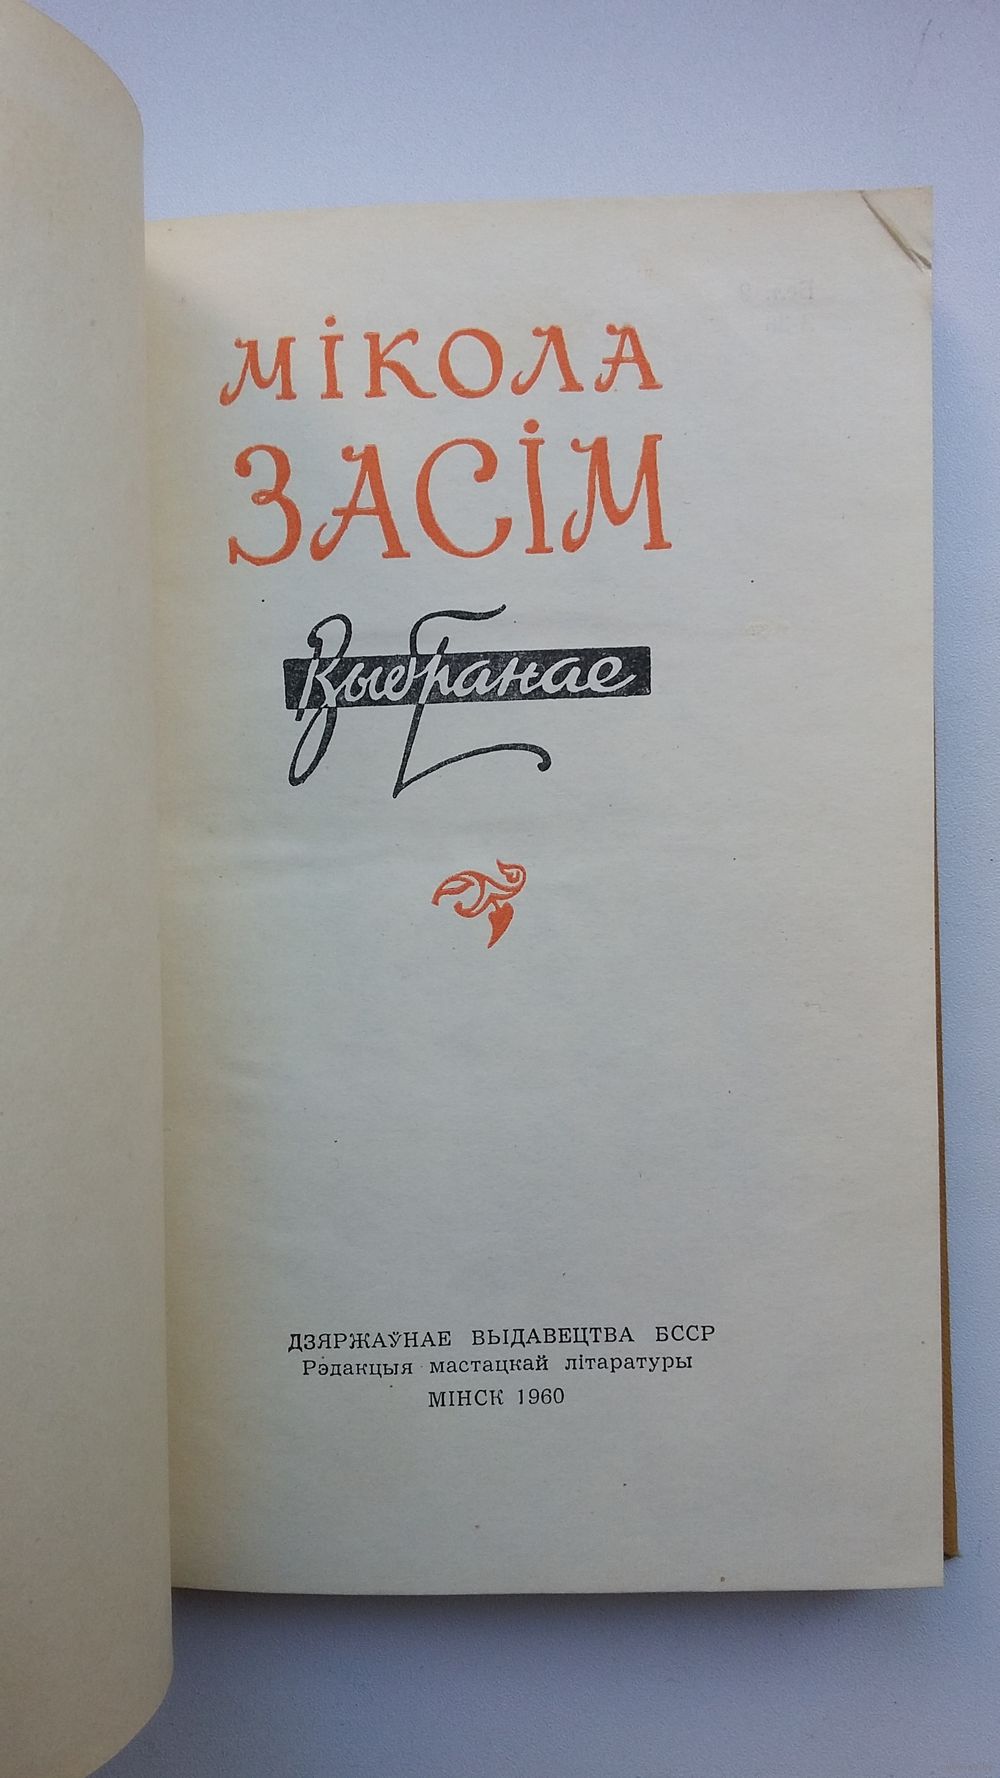 МІКОЛА
ЗАСІМ
Выбранае
ДЗЯРЖАЎНАЕ ВЫДАВЕЦТВА БССР
Рэдакцыя мастацкай літаратуры
МІНСК 1960